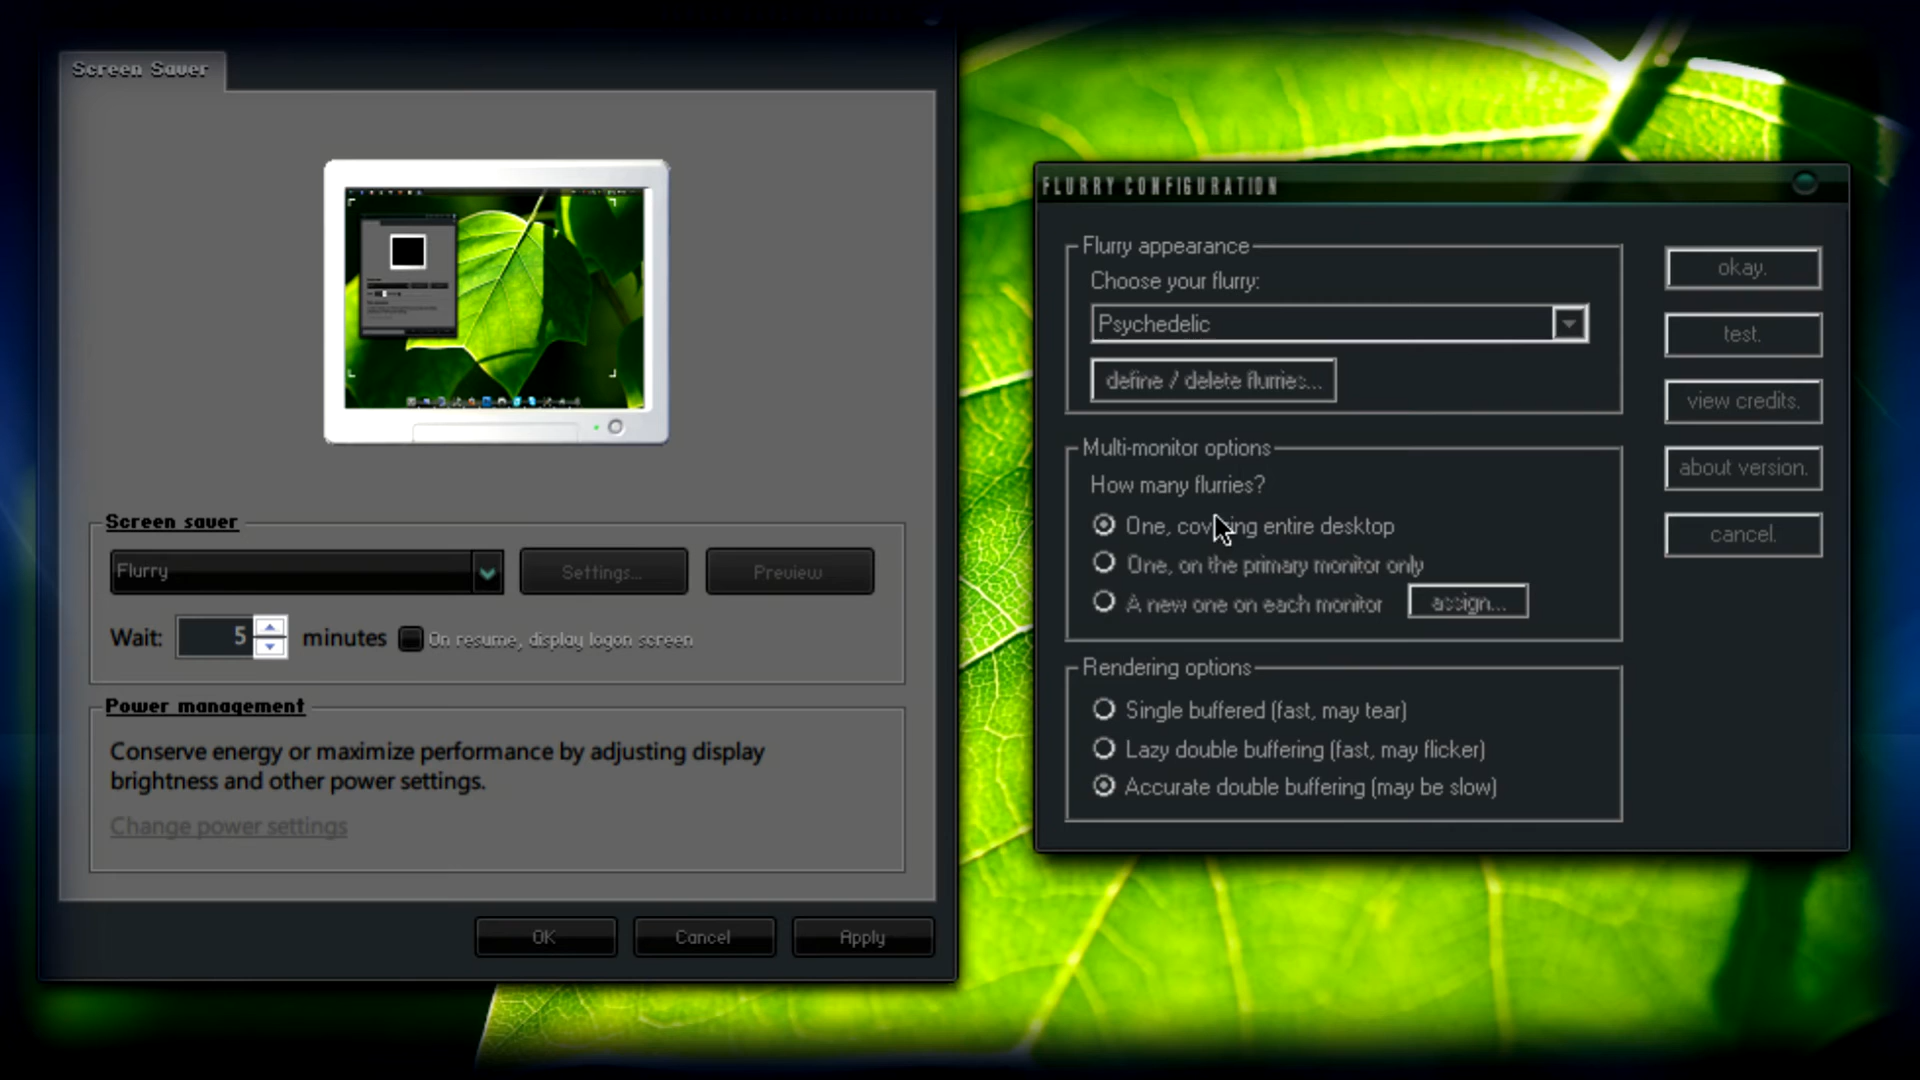 Screen Saver
Screen saver
Flurry
Settings...
Preview
Wait:
5
minutes
On resume, display logon screen
Power management
Conserve energy or maximize performance by adjusting display
brightness and other power settings.
Change power settings
OK
Cancel
Apply
FLURRY CONFIGURATION
Flurry appearance
Choose your flurry:
Psychedelic
define / delete flurries...
Multi-monitor options
How many flurries?
One, covering entire desktop
One, on the primary monitor only
A new one on each monitor
assign...
Rendering options
Single buffered (fast, may tear)
Lazy double buffering (fast, may flicker)
Accurate double buffering (may be slow)
okay.
test.
view credits.
about version.
cancel.